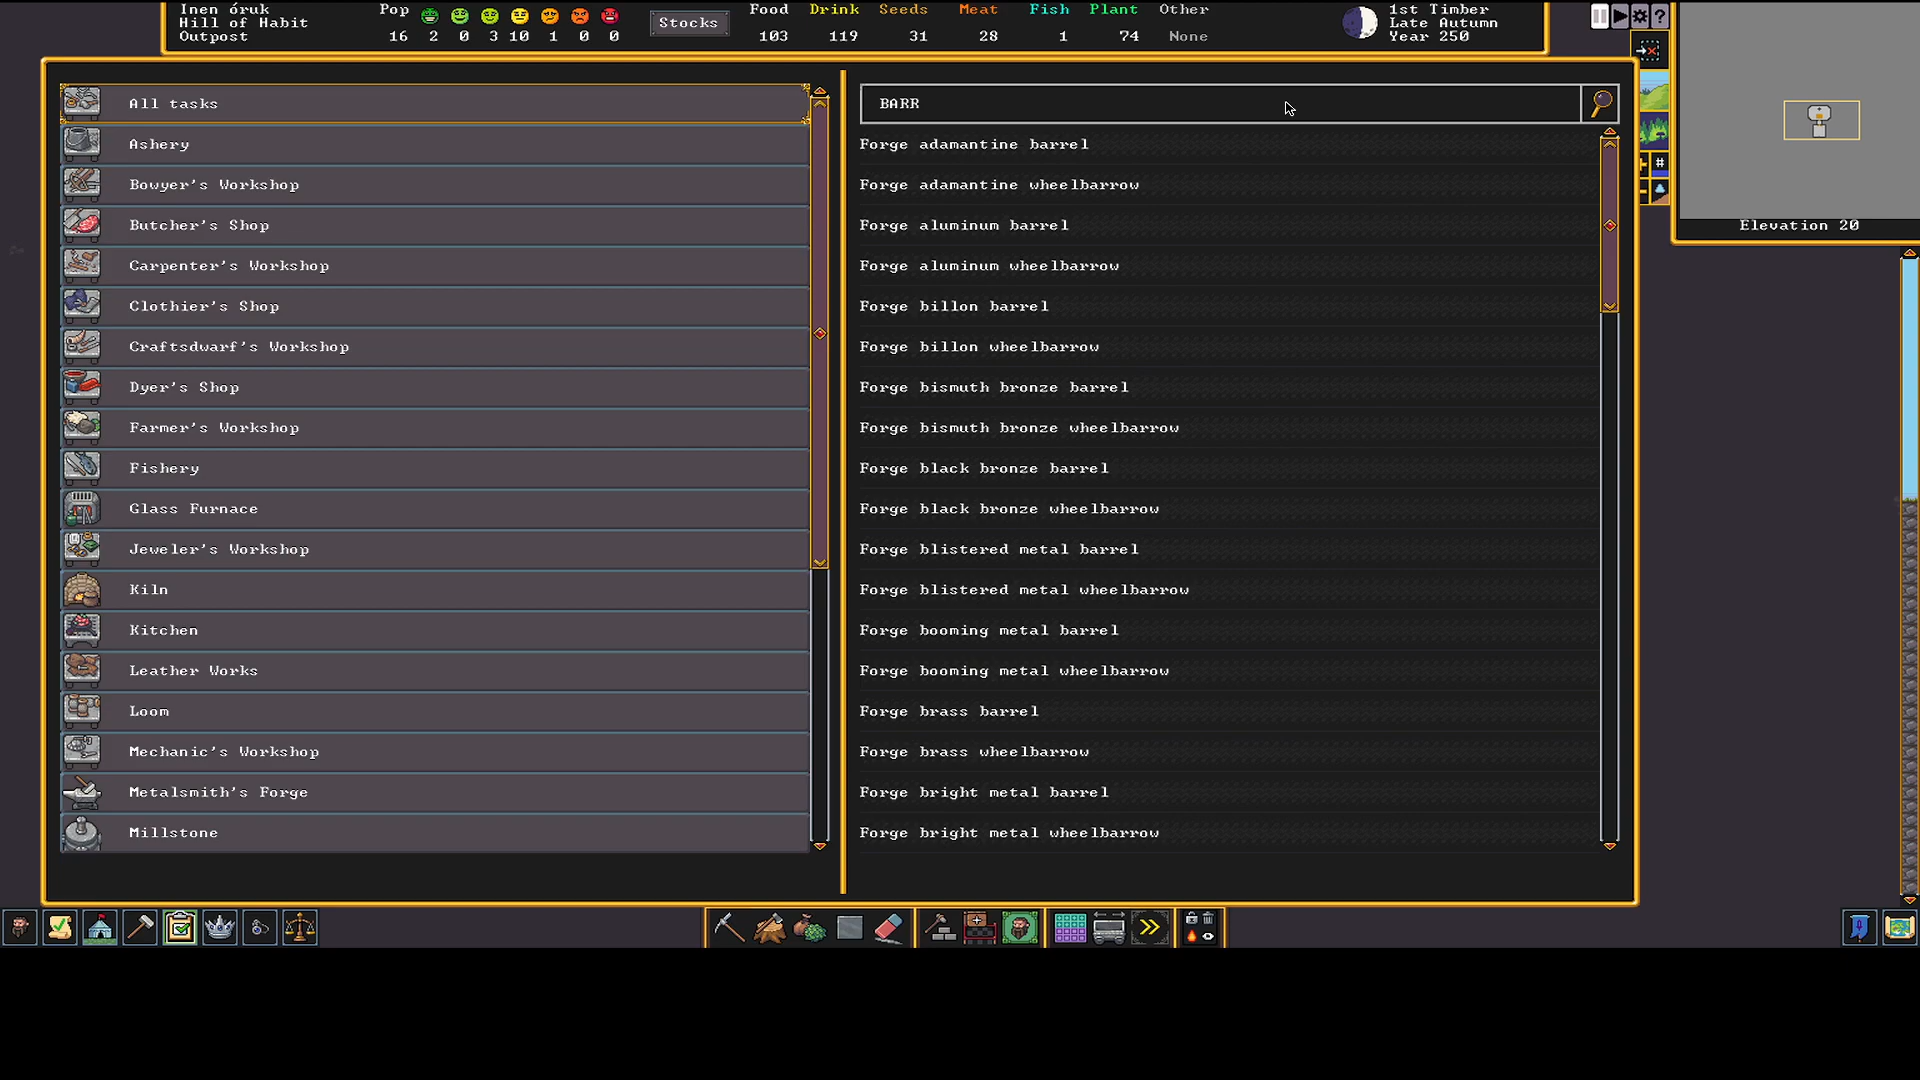 Inen óruk
Hill of Habit
Outpost
Pop
16 2 0 3 10 1 0 0
Stocks
Food Drink Seeds Meat Fish Plant Other
103 119 31 28 1 74 None
1st Timber
Late Autumn
Year 250
?
#
Elevation 20
All tasks
Ashery
Bowyer's Workshop
Butcher's Shop
Carpenter's Workshop
Clothier's Shop
Craftsdwarf's Workshop
Dyer's Shop
Farmer's Workshop
Fishery
Glass Furnace
Jeweler's Workshop
Kiln
Kitchen
Leather Works
Loom
Mechanic's Workshop
Metalsmith's Forge
Millstone
BARR
Forge adamantine barrel
Forge adamantine wheelbarrow
Forge aluminum barrel
Forge aluminum wheelbarrow
Forge billon barrel
Forge billon wheelbarrow
Forge bismuth bronze barrel
Forge bismuth bronze wheelbarrow
Forge black bronze barrel
Forge black bronze wheelbarrow
Forge blistered metal barrel
Forge blistered metal wheelbarrow
Forge booming metal barrel
Forge booming metal wheelbarrow
Forge brass barrel
Forge brass wheelbarrow
Forge bright metal barrel
Forge bright metal wheelbarrow